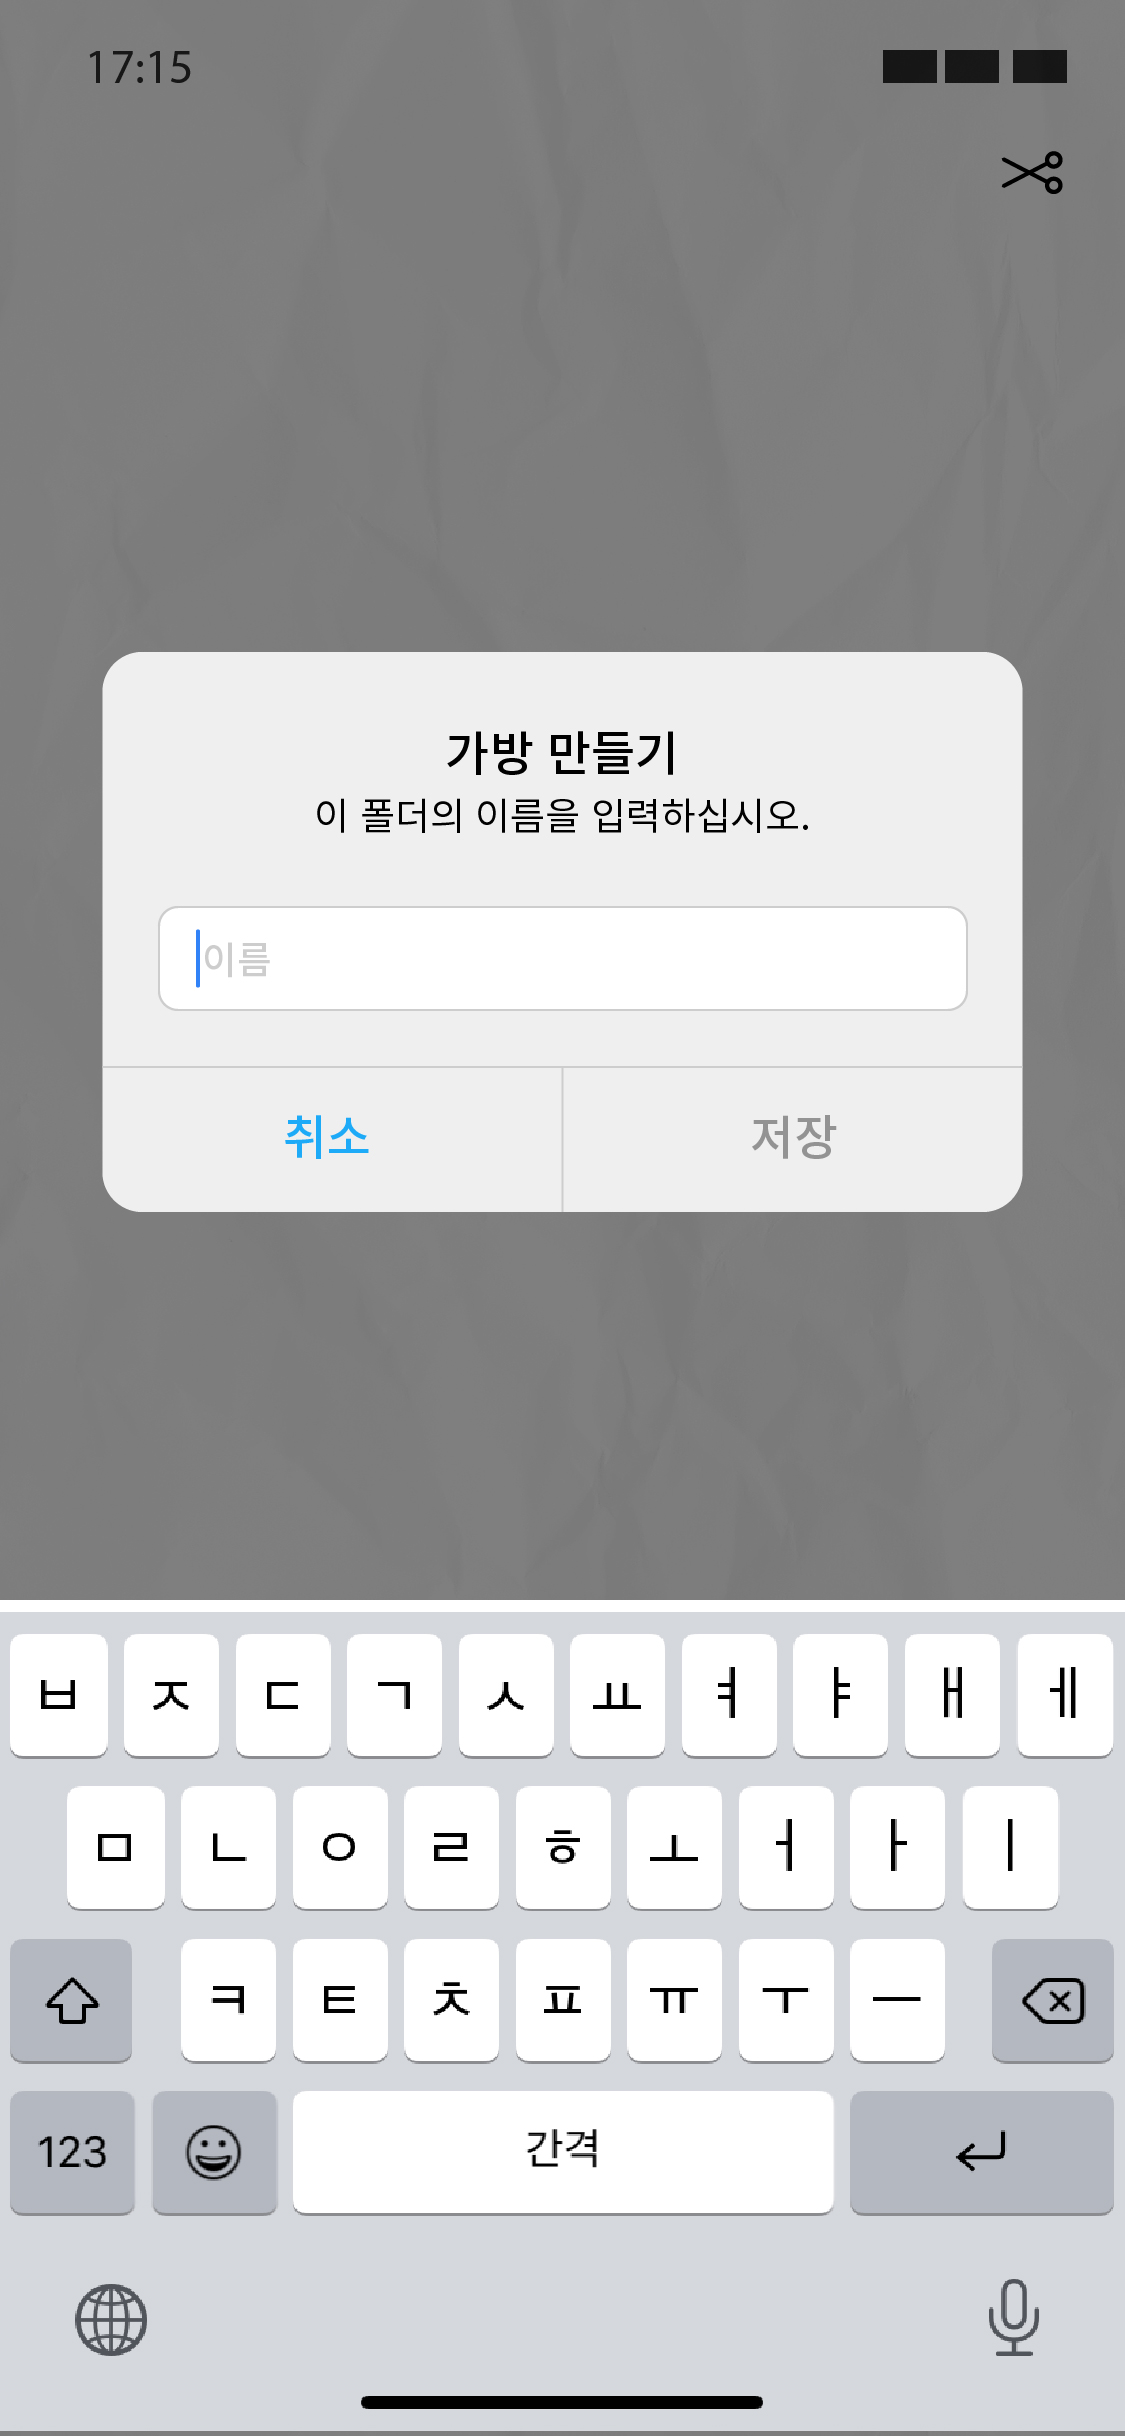 17:15
가방 만들기
이 폴더의 이름을 입력하십시오.
이름
취소 저장
ㅂ ㅈ ㄷ ㄱ ㅅ ㅛ ㅕ ㅑ ㅐ ㅔ
ㅁ ㄴ ㅇ ㄹ ㅎ ㅗ ㅓ ㅏ ㅣ
ㅋ ㅌ ㅊ ㅍ ㅠ ㅜ ㅡ
123 간격